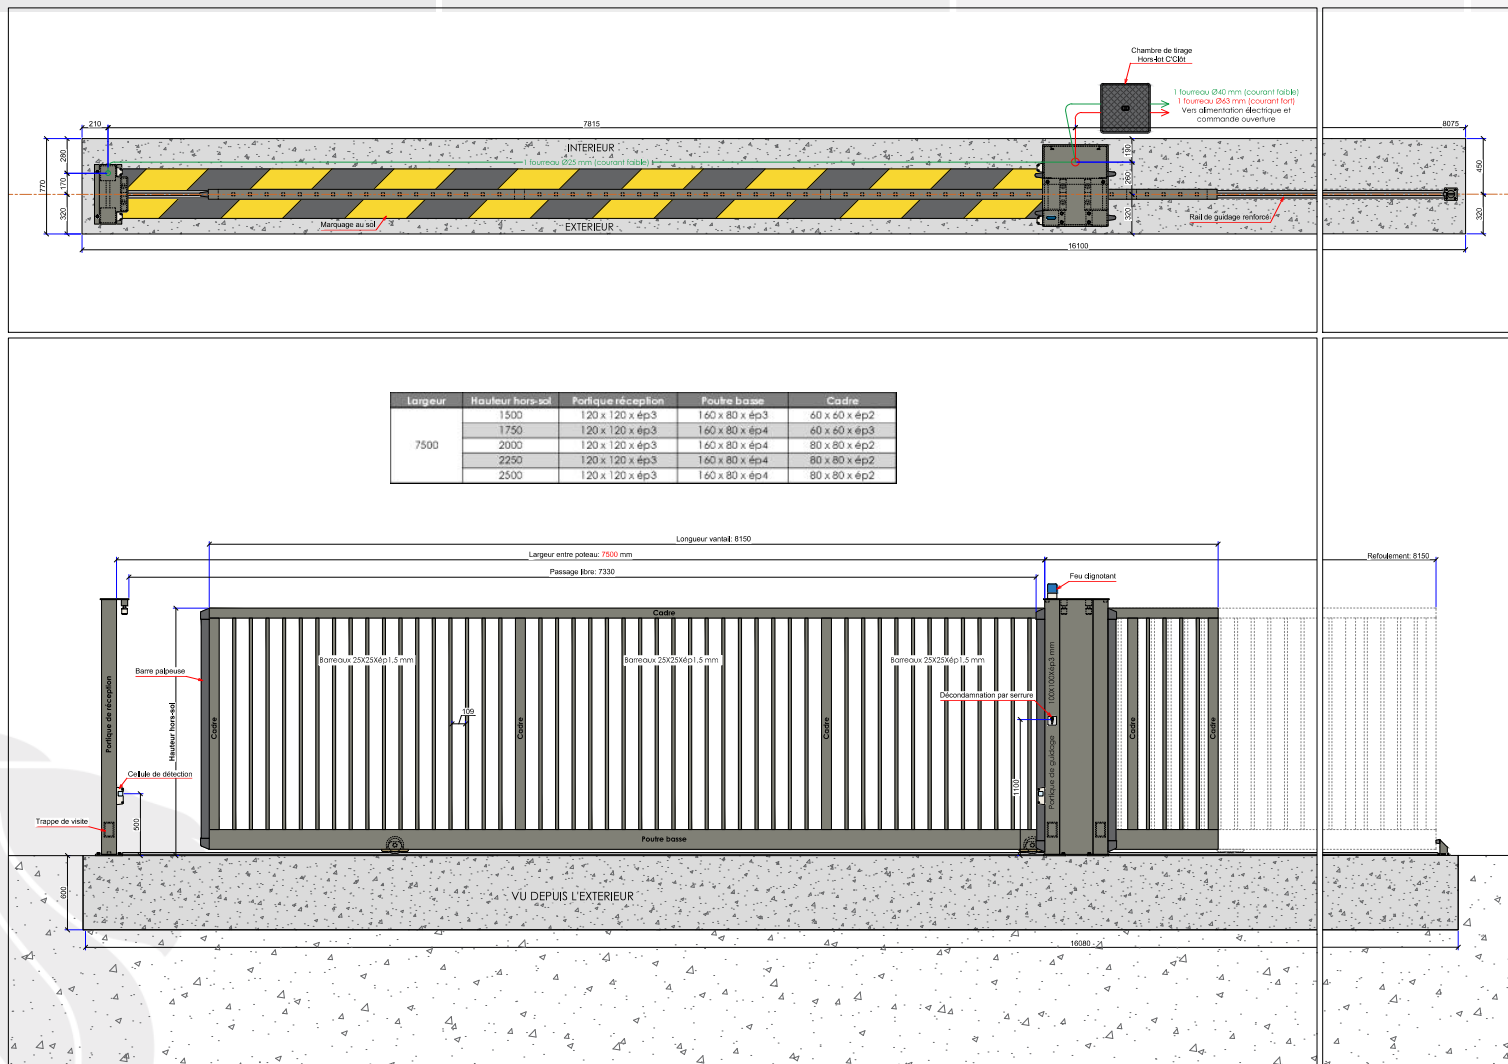 Chambre de tirage
Hors-lot C'Clôt
1 fourreau Ø40 mm (courant faible)
1 fourreau Ø63 mm (courant fort)
Vers alimentation électrique et
commande ouverture
210
7815
8075
INTERIEUR
1 fourreau Ø25 mm (courant faible)
280
170
770
320
190
260
320
450
320
Marquage au sol
EXTERIEUR
Rail de guidage renforcé
16100
Largeur Hauteur hors-sol Portique réception Poutre basse Cadre
7500
1500 120 x 120 x ép3 160 x 80 x ép3 60 x 60 x ép2
1750 120 x 120 x ép3 160 x 80 x ép4 60 x 60 x ép3
2000 120 x 120 x ép3 160 x 80 x ép4 80 x 80 x ép2
2250 120 x 120 x ép3 160 x 80 x ép4 80 x 80 x ép2
2500 120 x 120 x ép3 160 x 80 x ép4 80 x 80 x ép2
Longueur vantail: 8150
Largeur entre poteau: 7500 mm
Refoulement: 8150
Passage libre: 7330
Feu clignotant
Cadre
Barreaux 25X25Xép1.5 mm
Barreaux 25X25Xép1.5 mm
Barreaux 25X25Xép1.5 mm
Barre palpeuse
Portique de réception
Hauteur hors-sol
Cadre
109
Cadre
Cadre
Décondamnation par serrure
Portique de guidage 100X100Xép3 mm
Cadre
Cadre
Cellule de détection
1100
Trappe de visite
500
Poutre basse
600
VU DEPUIS L'EXTERIEUR
16080